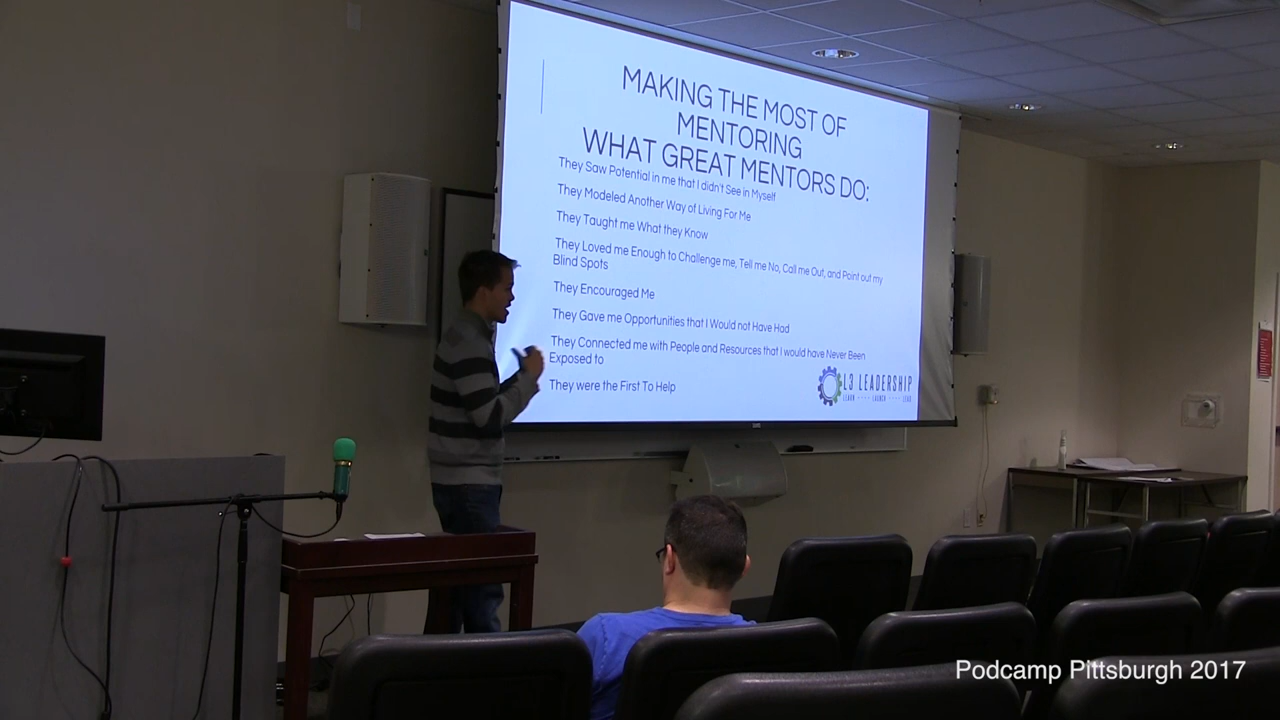 MAKING THE MOST OF
MENTORING
WHAT GREAT MENTORS DO:
They Saw Potential in me that I didn't See in Myself
They Modeled Another Way of Living For Me
They Taught me What they Know
They Loved me Enough to Challenge me, Tell me No, Call me Out, and Point out my
Blind Spots
They Encouraged Me
They Gave me Opportunities that I Would not Have Had
They Connected me with People and Resources that I would have Never Been
Exposed to
They were the First To Help
L3 LEADERSHIP
LEARN ---- LAUNCH ---- LEAD
Podcamp Pittsburgh 2017